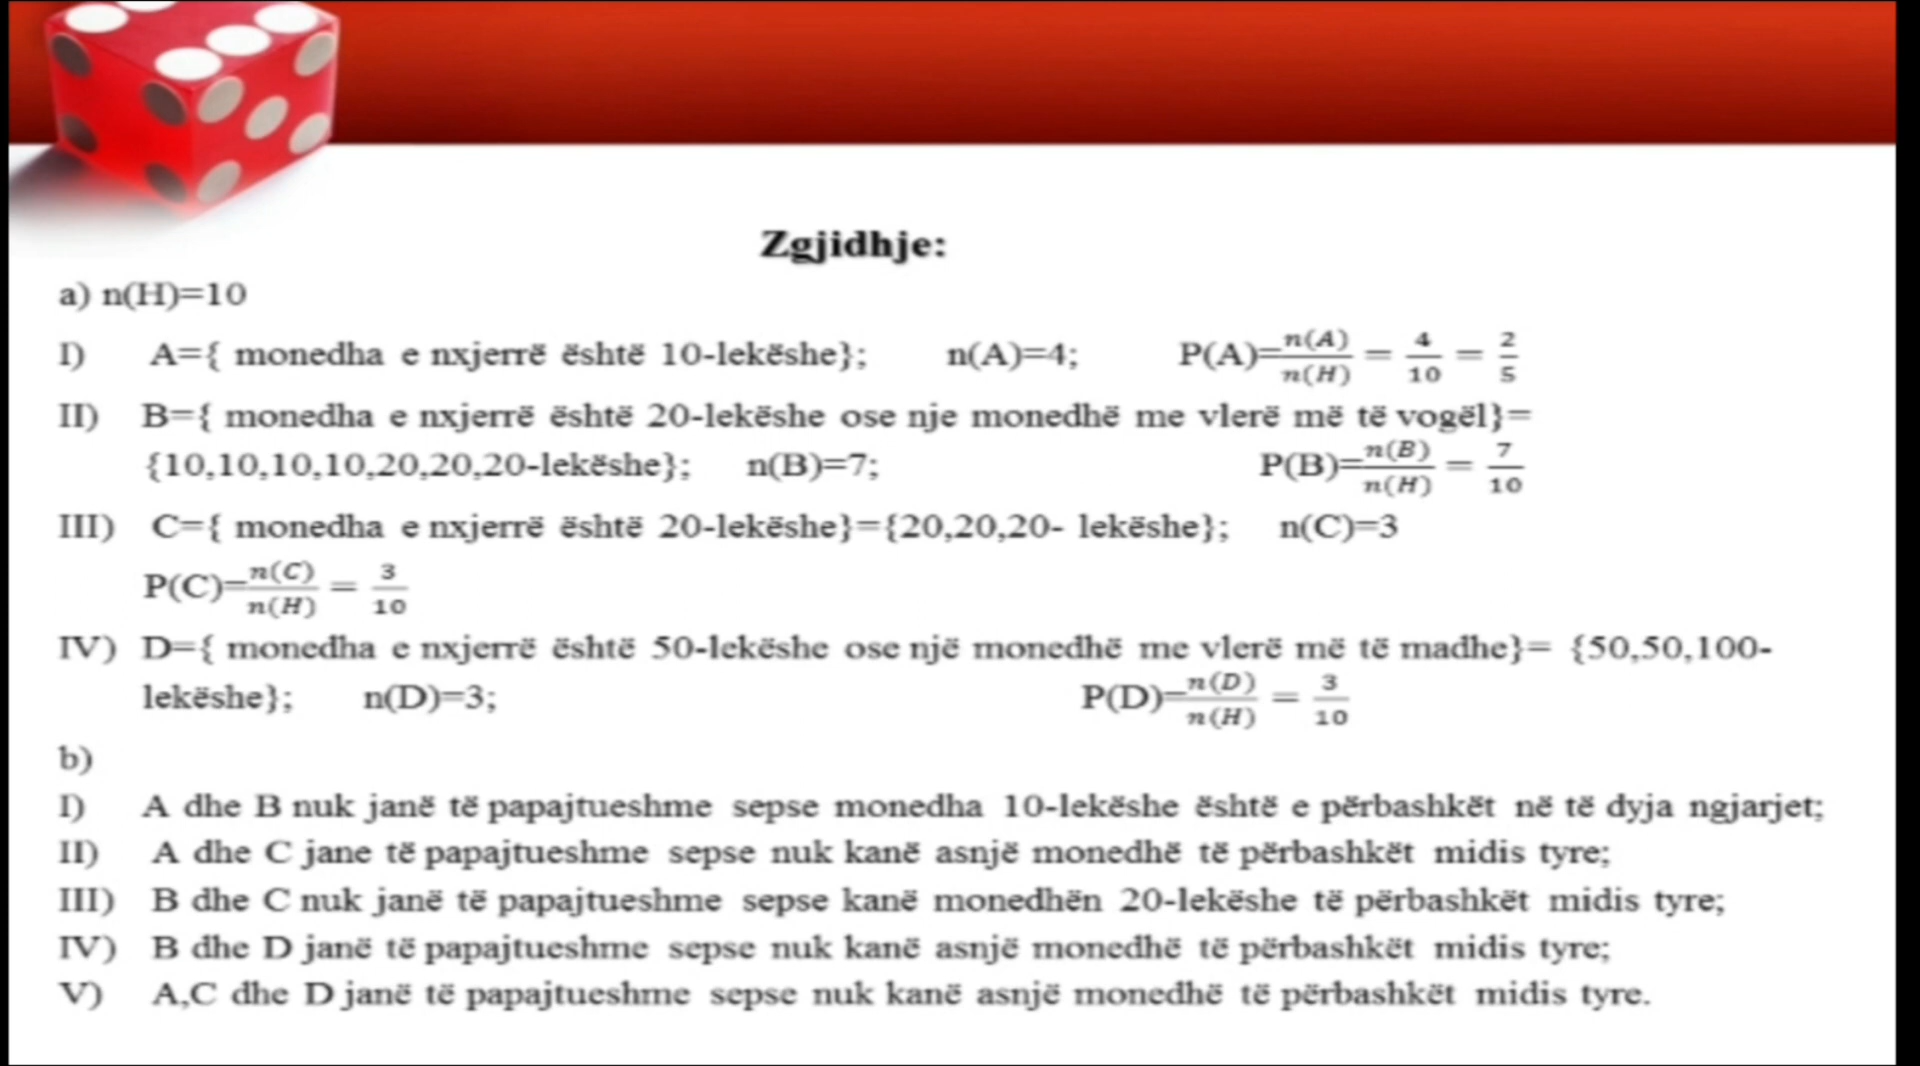 Zgjidhje:
a) n(H)=10
I) A={ monedha e nxjerrë është 10-lekëshe}; n(A)=4; P(A)=n(A)/n(H) = 4/10 = 2/5
II) B={ monedha e nxjerrë është 20-lekëshe ose nje monedhë me vlerë më të vogël}=
{10,10,10,10,20,20,20-lekëshe}; n(B)=7; P(B)=n(B)/n(H) = 7/10
III) C={ monedha e nxjerrë është 20-lekëshe}={20,20,20- lekëshe}; n(C)=3
P(C)=n(C)/n(H) = 3/10
IV) D={ monedha e nxjerrë është 50-lekëshe ose një monedhë me vlerë më të madhe}= {50,50,100-
lekëshe}; n(D)=3; P(D)=n(D)/n(H) = 3/10
b)
I) A dhe B nuk janë të papajtueshme sepse monedha 10-lekëshe është e përbashkët në të dyja ngjarjet;
II) A dhe C jane të papajtueshme sepse nuk kanë asnjë monedhë të përbashkët midis tyre;
III) B dhe C nuk janë të papajtueshme sepse kanë monedhën 20-lekëshe të përbashkët midis tyre;
IV) B dhe D janë të papajtueshme sepse nuk kanë asnjë monedhë të përbashkët midis tyre;
V) A,C dhe D janë të papajtueshme sepse nuk kanë asnjë monedhë të përbashkët midis tyre.